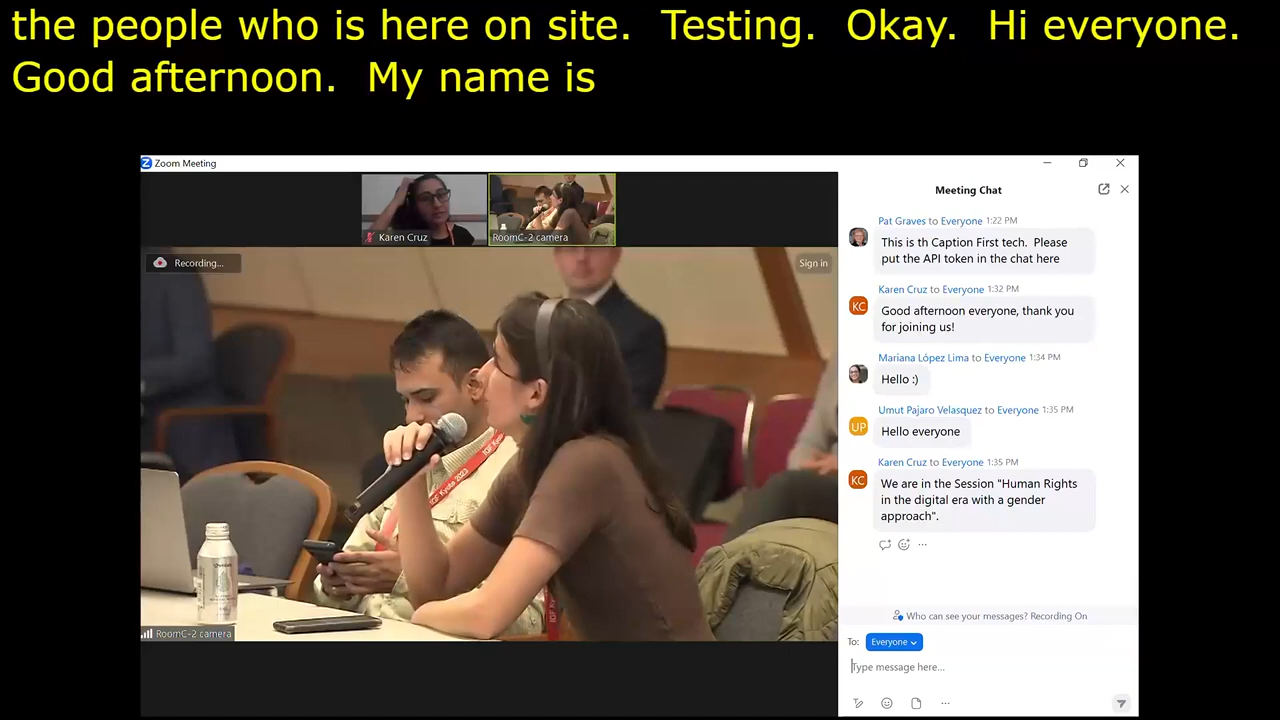 the people who is here on site.  Testing.  Okay.  Hi everyone.
Good afternoon.  My name is
Zoom Meeting
Karen Cruz
RoomC-2 camera
Recording...
Sign in
IGF Kyoto 2023
RoomC-2 camera
Meeting Chat
Pat Graves to Everyone 1:22 PM
This is th Caption First tech.  Please
put the API token in the chat here
Karen Cruz to Everyone 1:32 PM
KC
Good afternoon everyone, thank you
for joining us!
Mariana López Lima to Everyone 1:34 PM
Hello :)
Umut Pajaro Velasquez to Everyone 1:35 PM
UP
Hello everyone
Karen Cruz to Everyone 1:35 PM
KC
We are in the Session "Human Rights
in the digital era with a gender
approach".
Who can see your messages? Recording On
To: Everyone
Type message here...